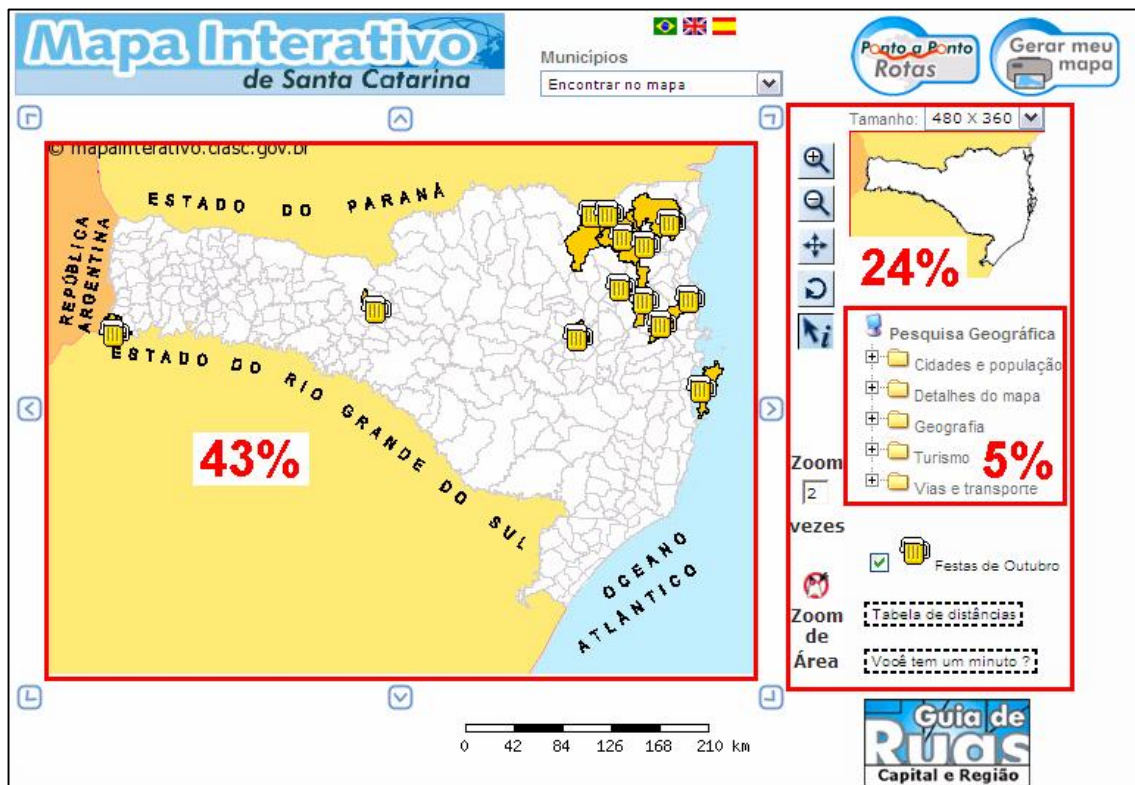 Mapa Interativo
de Santa Catarina
Municípios
Encontrar no mapa
Ponto a Ponto
Rotas
Gerar meu
mapa
Tamanho: 480 X 360
© mapainterativo.ciasc.gov.br
ESTADO DO PARANÁ
REPÚBLICA
ARGENTINA
ESTADO DO RIO GRANDE DO SUL
OCEANO
ATLÂNTICO
43%
24%
Pesquisa Geográfica
Cidades e população
Detalhes do mapa
Geografia
Turismo
Vias e transporte
5%
Zoom
2
vezes
Festas de Outubro
Zoom
de
Área
Tabela de distâncias
Você tem um minuto ?
0 42 84 126 168 210 km
Guia de
Ruas
Capital e Região